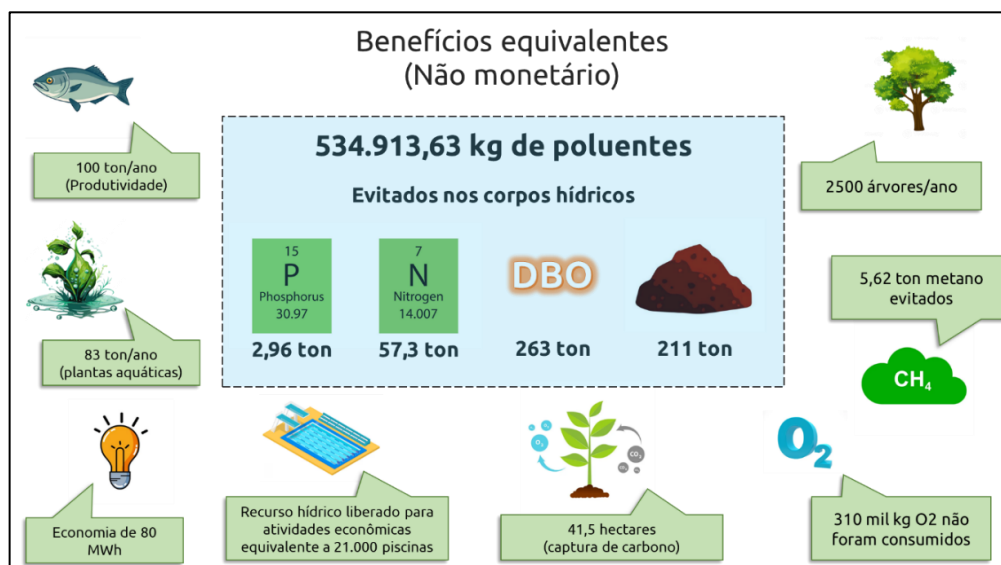 Benefícios equivalentes
(Não monetário)
534.913,63 kg de poluentes
Evitados nos corpos hídricos
15
P
Phosphorus
30.97
2,96 ton
7
N
Nitrogen
14.007
57,3 ton
DBO
263 ton
211 ton
100 ton/ano
(Produtividade)
83 ton/ano
(plantas aquáticas)
2500 árvores/ano
5,62 ton metano
evitados
CH₄
Economia de 80
MWh
Recurso hídrico liberado para
atividades econômicas
equivalente a 21.000 piscinas
O₂
CO₂
41,5 hectares
(captura de carbono)
O₂
310 mil kg O2 não
foram consumidos